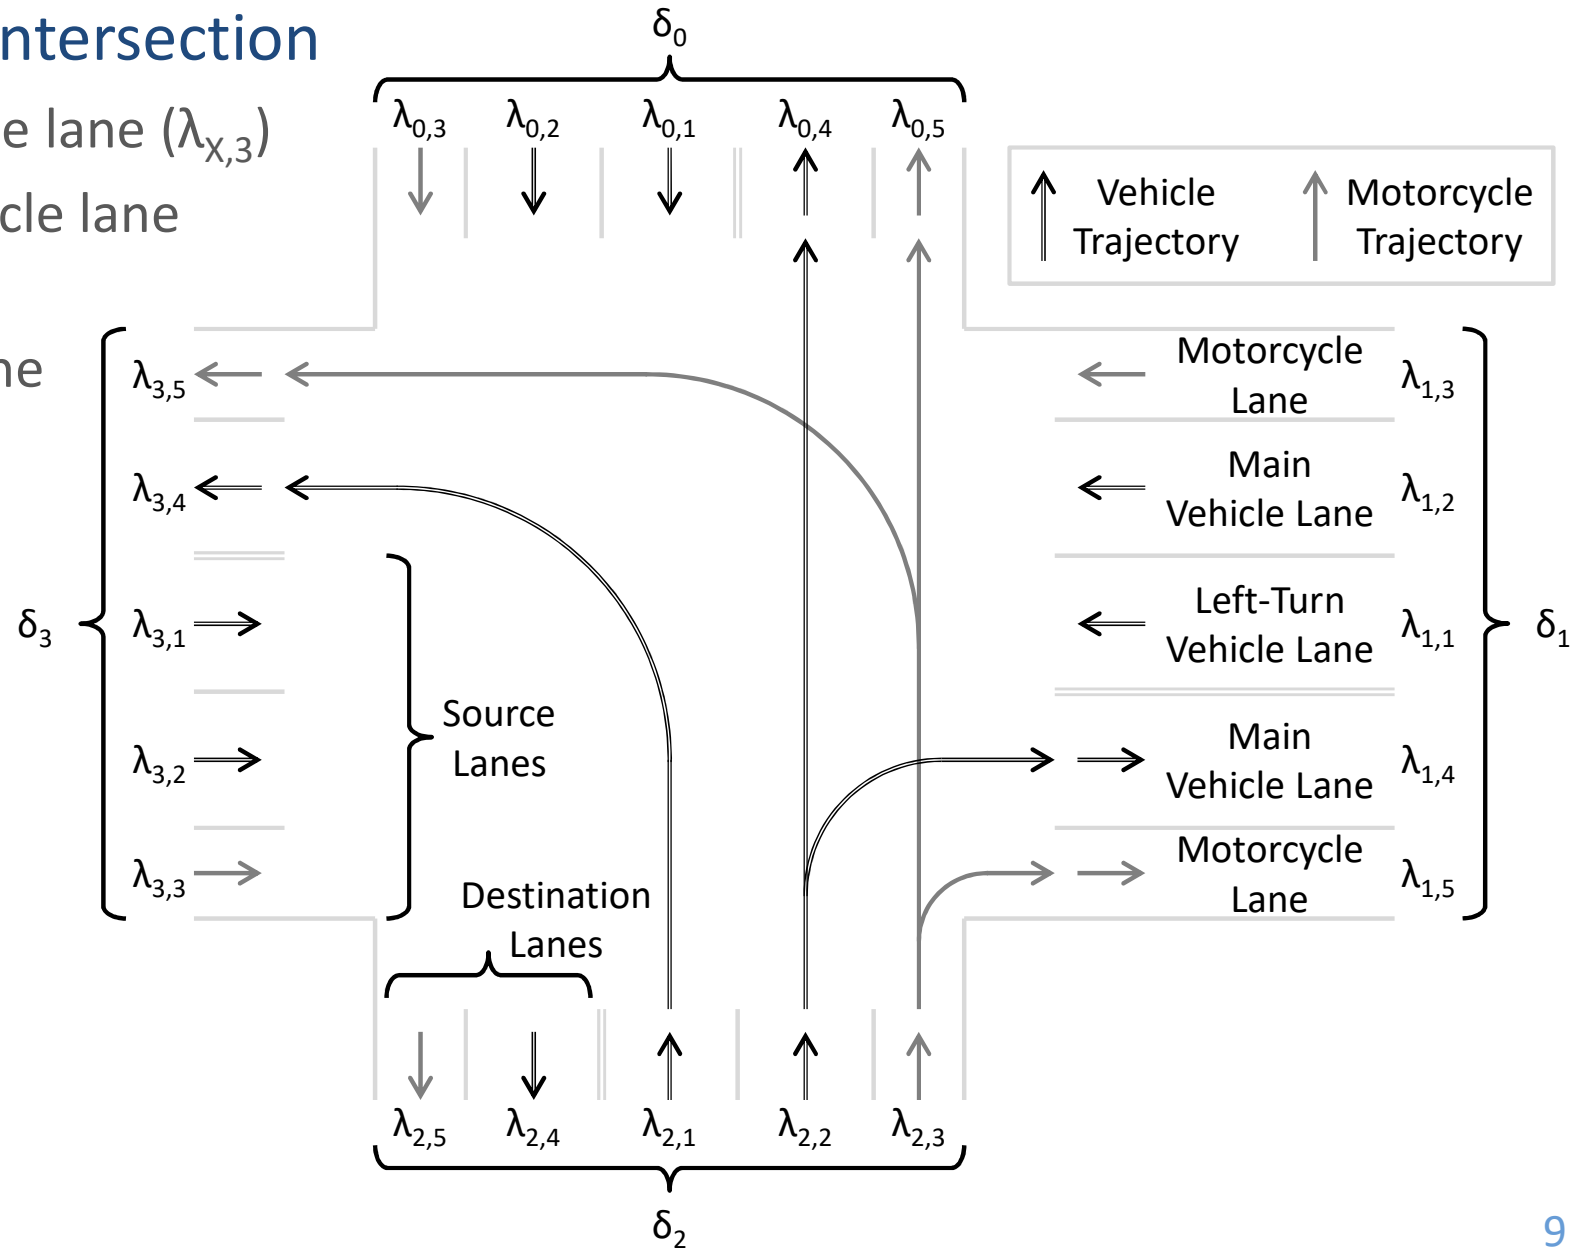 ntersection
e lane (λX,3)
cle lane
ne
δ0
λ0,3 λ0,2 λ0,1 λ0,4 λ0,5
Vehicle
Trajectory
Motorcycle
Trajectory
λ3,5
λ3,4
δ3
λ3,1
λ3,2
λ3,3
Source
Lanes
Destination
Lanes
Motorcycle
Lane
λ1,3
Main
Vehicle Lane
λ1,2
Left-Turn
Vehicle Lane
λ1,1
δ1
Main
Vehicle Lane
λ1,4
Motorcycle
Lane
λ1,5
λ2,5 λ2,4 λ2,1 λ2,2 λ2,3
δ2
9